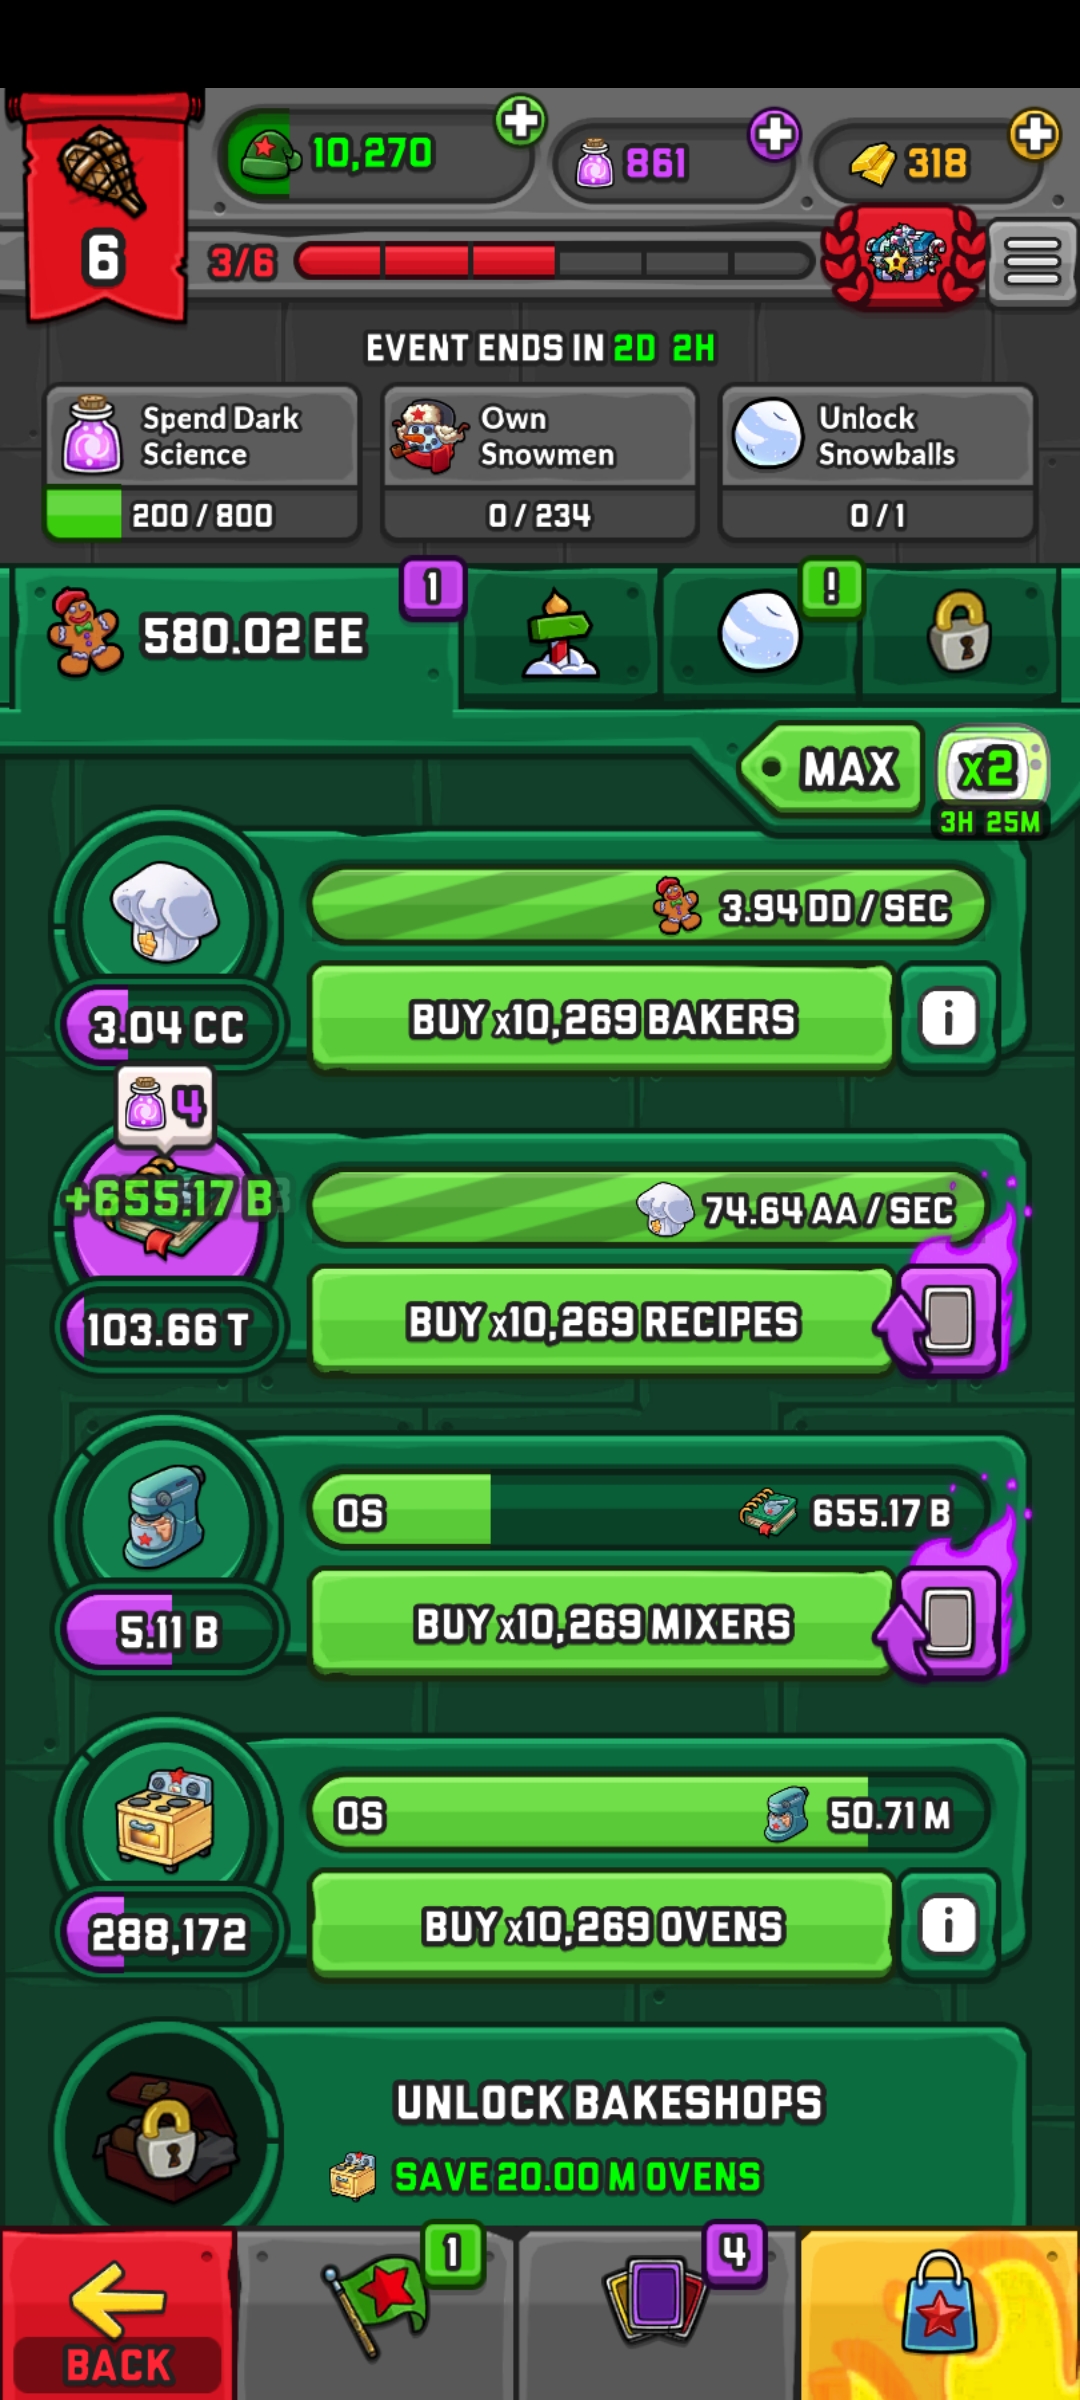 10,270
861
318
6
3/6
EVENT ENDS IN 2D 2H
Spend Dark
Science
200 / 800
Own
Snowmen
0 / 234
Unlock
Snowballs
0 / 1
580.02 EE
1
!
MAX
x2
3H 25M
3.94 DD / SEC
3.04 CC
BUY x10,269 BAKERS
i
4
+655.17 B
74.64 AA / SEC
103.66 T
BUY x10,269 RECIPES
0S
655.17 B
5.11 B
BUY x10,269 MIXERS
0S
50.71 M
288,172
BUY x10,269 OVENS
i
UNLOCK BAKESHOPS
SAVE 20.00 M OVENS
BACK
1
4